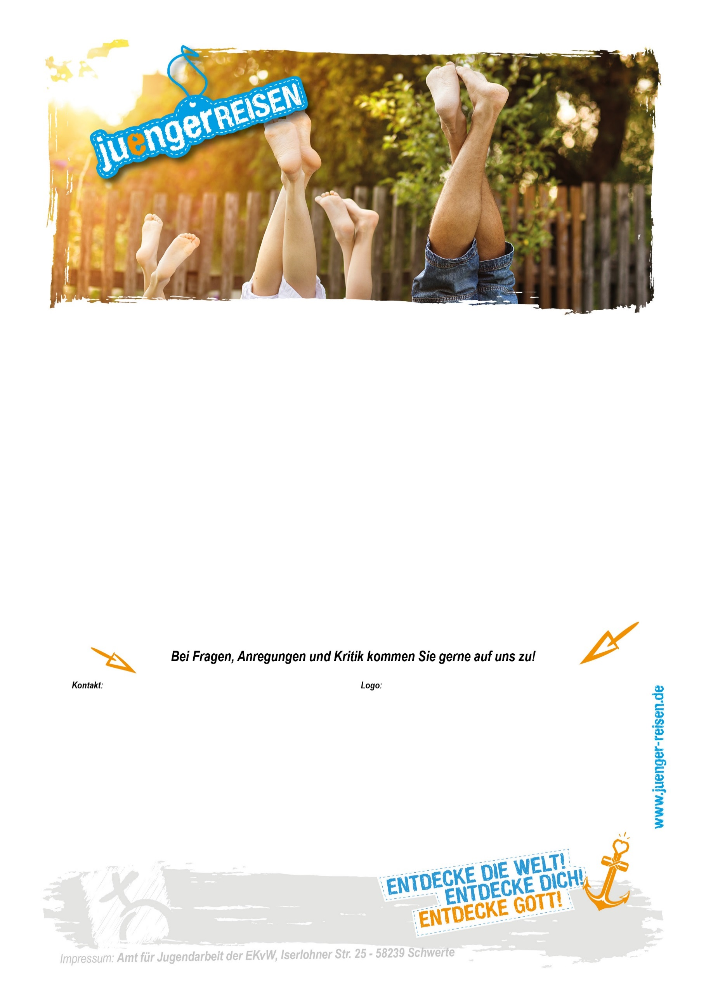 juengerREISEN
Bei Fragen, Anregungen und Kritik kommen Sie gerne auf uns zu!
Kontakt:
Logo:
www.juenger-reisen.de
ENTDECKE DIE WELT!
ENTDECKE DICH!
ENTDECKE GOTT!
Impressum: Amt für Jugendarbeit der EKvW, Iserlohner Str. 25 - 58239 Schwerte